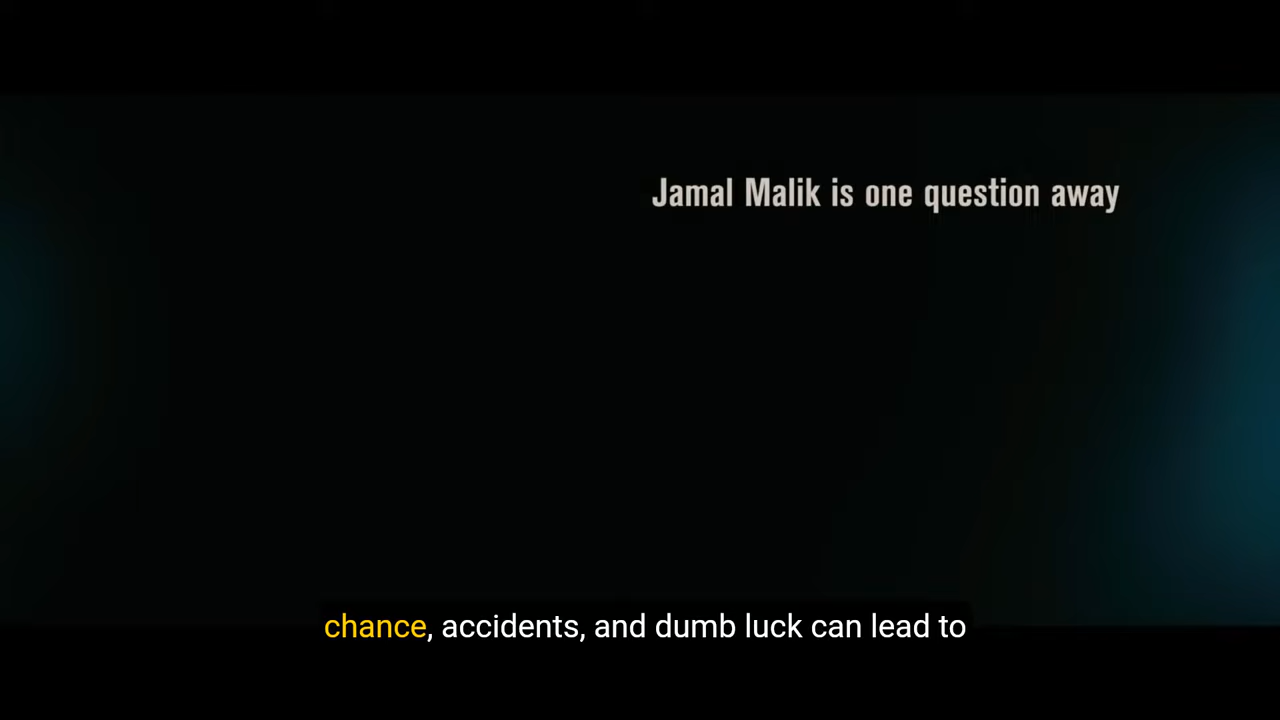 Jamal Malik is one question away
chance, accidents, and dumb luck can lead to